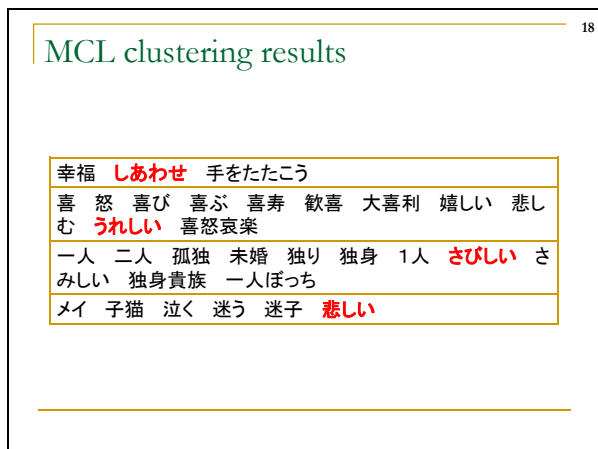 18
MCL clustering results
幸福 しあわせ 手をたたこう
喜 怒 喜び 喜ぶ 喜寿 歓喜 大喜利 嬉しい 悲し
む うれしい 喜怒哀楽
一人 二人 孤独 未婚 独り 独身 1人 さびしい さ
みしい 独身貴族 一人ぼっち
メイ 子猫 泣く 迷う 迷子 悲しい